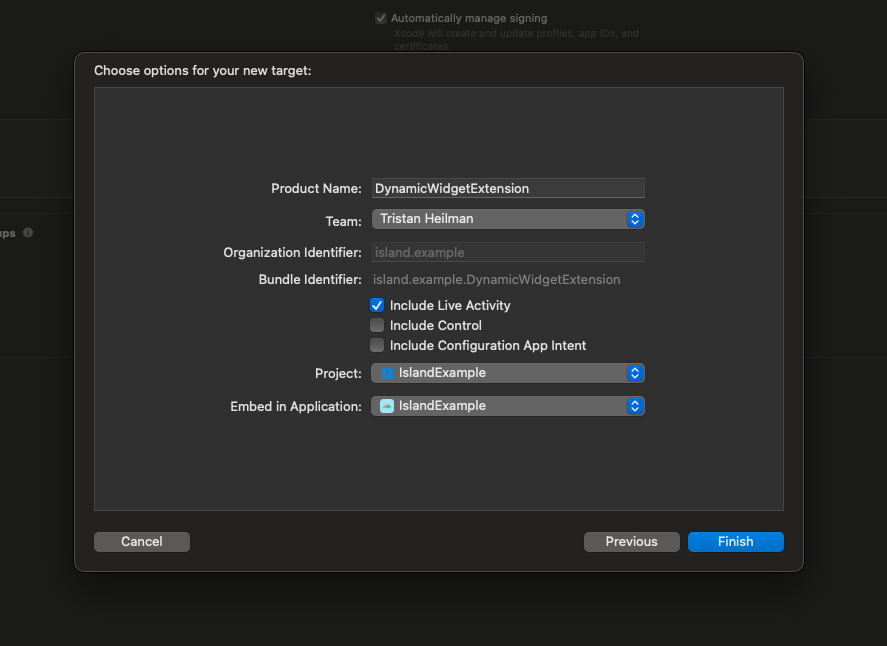 Automatically manage signing
Xcode will create and update profiles, app IDs, and
certificates.
Choose options for your new target:
Product Name: DynamicWidgetExtension
Team: Tristan Heilman
Organization Identifier: island.example
Bundle Identifier: island.example.DynamicWidgetExtension
ups
Include Live Activity
Include Control
Include Configuration App Intent
Project: IslandExample
Embed in Application: IslandExample
Cancel Previous Finish